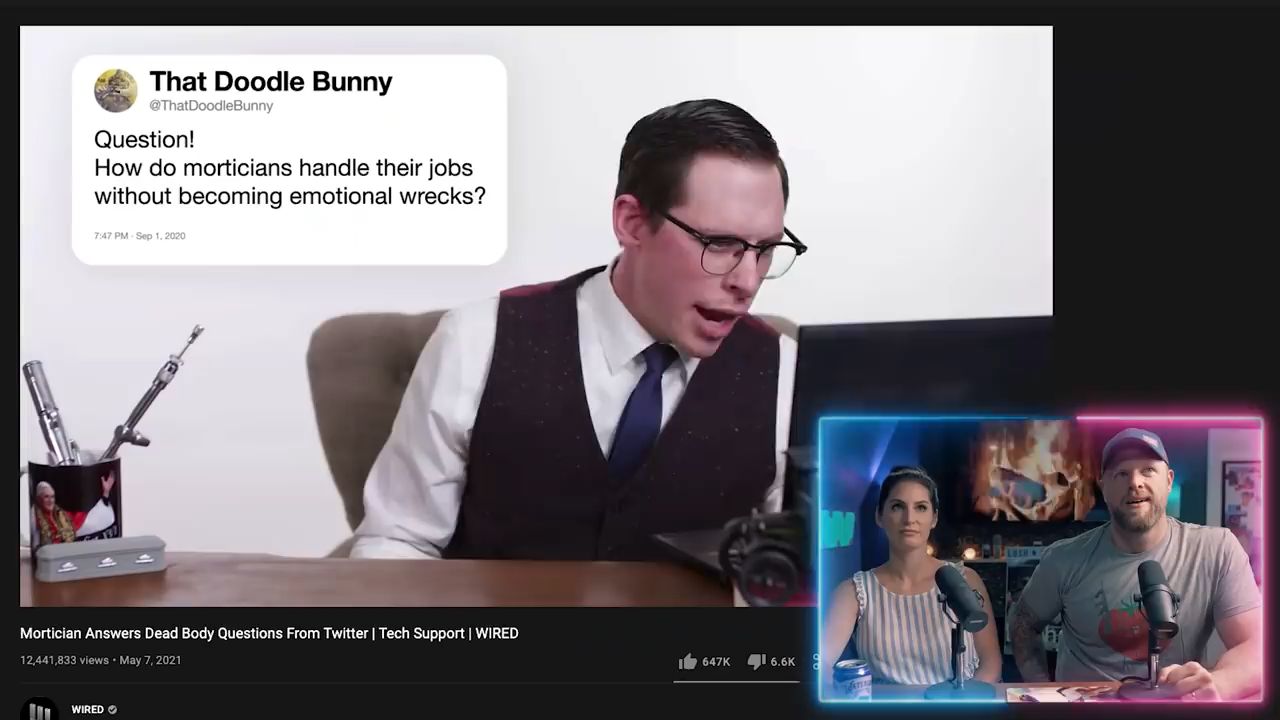 That Doodle Bunny
@ThatDoodleBunny
Question!
How do morticians handle their jobs
without becoming emotional wrecks?
7:47 PM · Sep 1, 2020
Mortician Answers Dead Body Questions From Twitter | Tech Support | WIRED
12,441,833 views • May 7, 2021
647K
6.6K
WIRED